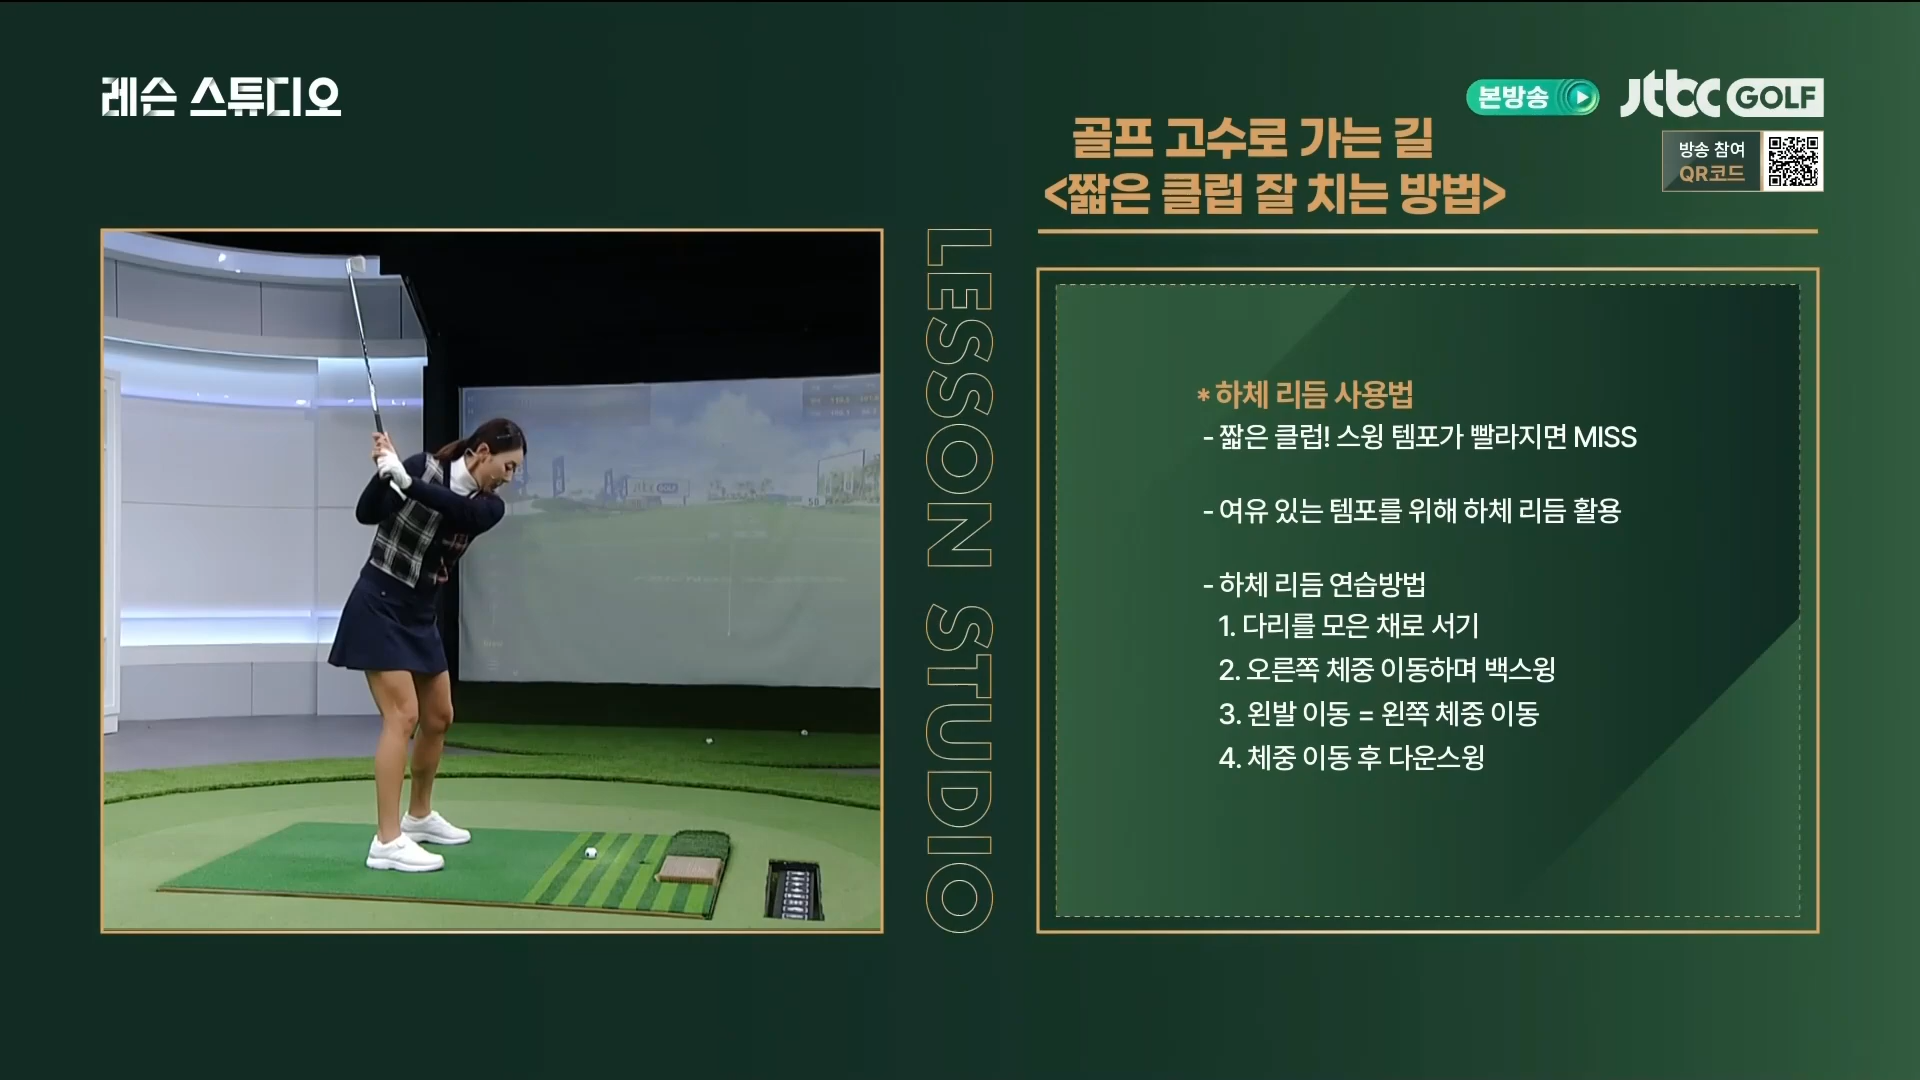 레슨 스튜디오
본방송
JTBC GOLF
방송 참여
QR코드
골프 고수로 가는 길
<짧은 클럽 잘 치는 방법>
LESSON STUDIO
* 하체 리듬 사용법
- 짧은 클럽! 스윙 템포가 빨라지면 MISS
- 여유 있는 템포를 위해 하체 리듬 활용
- 하체 리듬 연습방법
1. 다리를 모은 채로 서기
2. 오른쪽 체중 이동하며 백스윙
3. 왼발 이동 = 왼쪽 체중 이동
4. 체중 이동 후 다운스윙